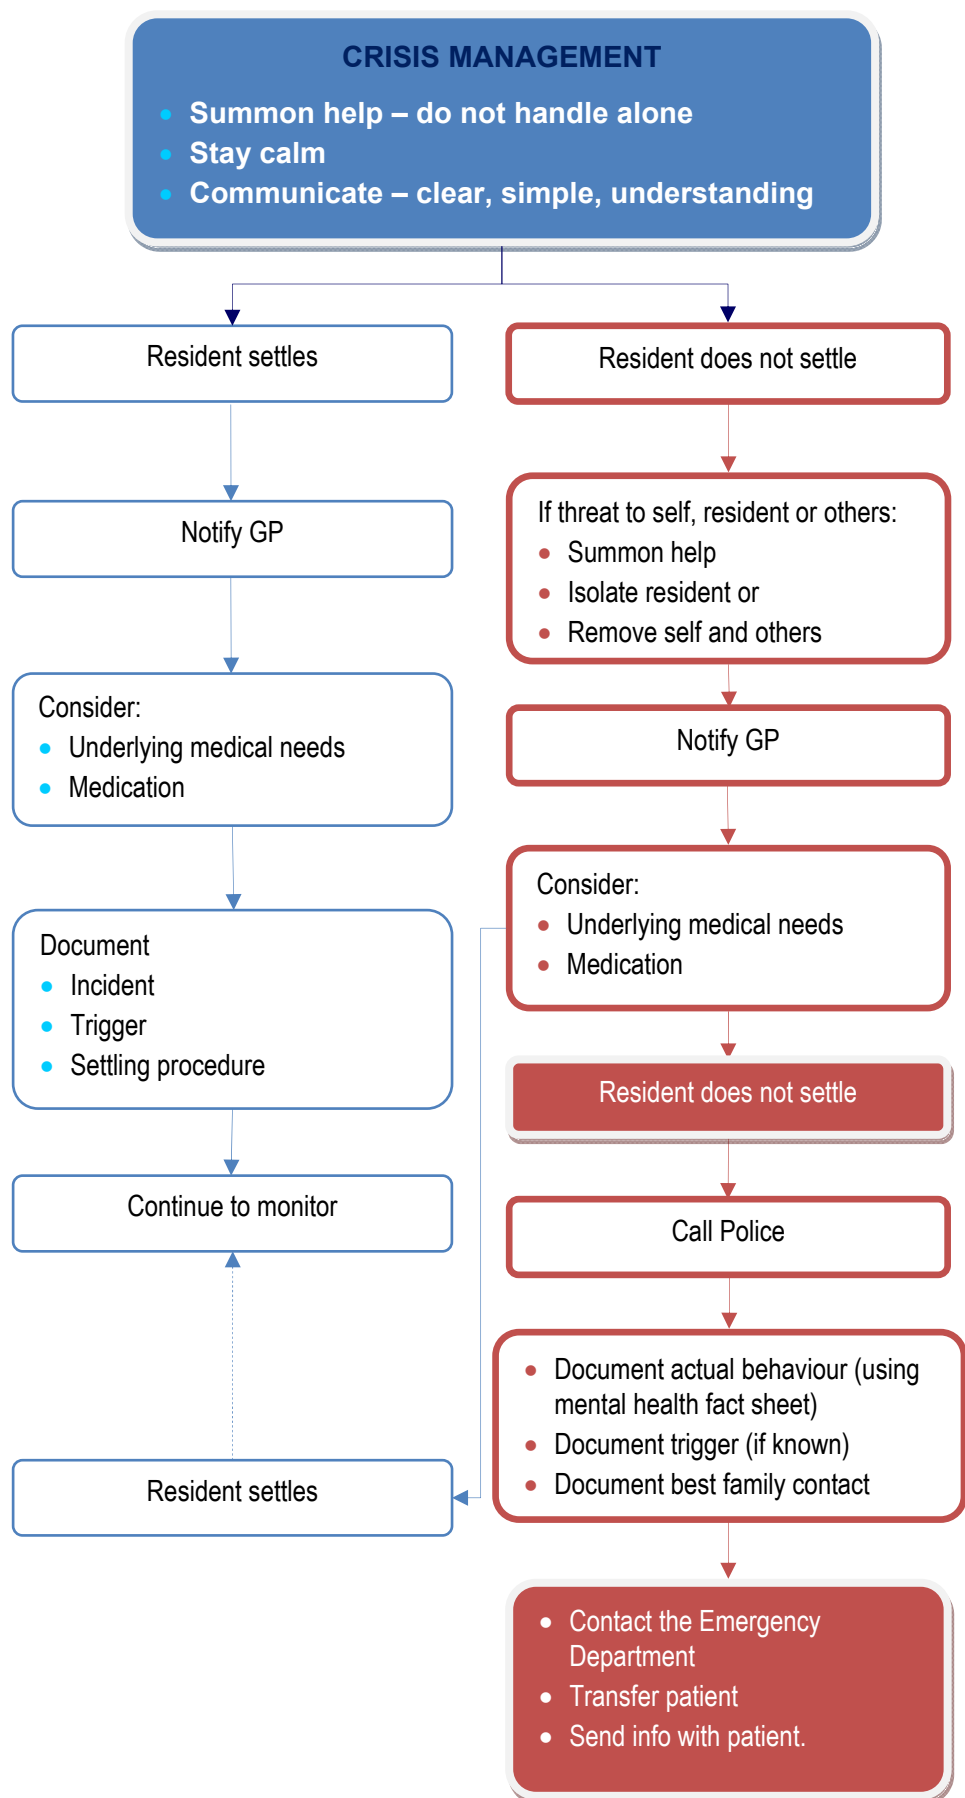 CRISIS MANAGEMENT
• Summon help – do not handle alone
• Stay calm
• Communicate – clear, simple, understanding
Resident settles
Notify GP
Consider:
• Underlying medical needs
• Medication
Document
• Incident
• Trigger
• Settling procedure
Continue to monitor
Resident settles
Resident does not settle
If threat to self, resident or others:
• Summon help
• Isolate resident or
• Remove self and others
Notify GP
Consider:
• Underlying medical needs
• Medication
Resident does not settle
Call Police
• Document actual behaviour (using
mental health fact sheet)
• Document trigger (if known)
• Document best family contact
• Contact the Emergency
Department
• Transfer patient
• Send info with patient.